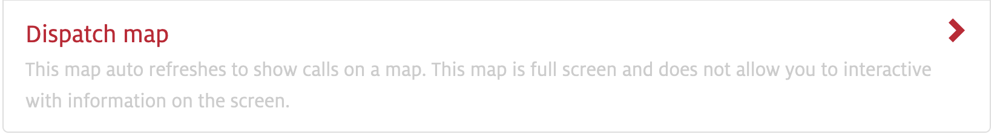 Dispatch map
This map auto refreshes to show calls on a map. This map is full screen and does not allow you to interactive
with information on the screen.